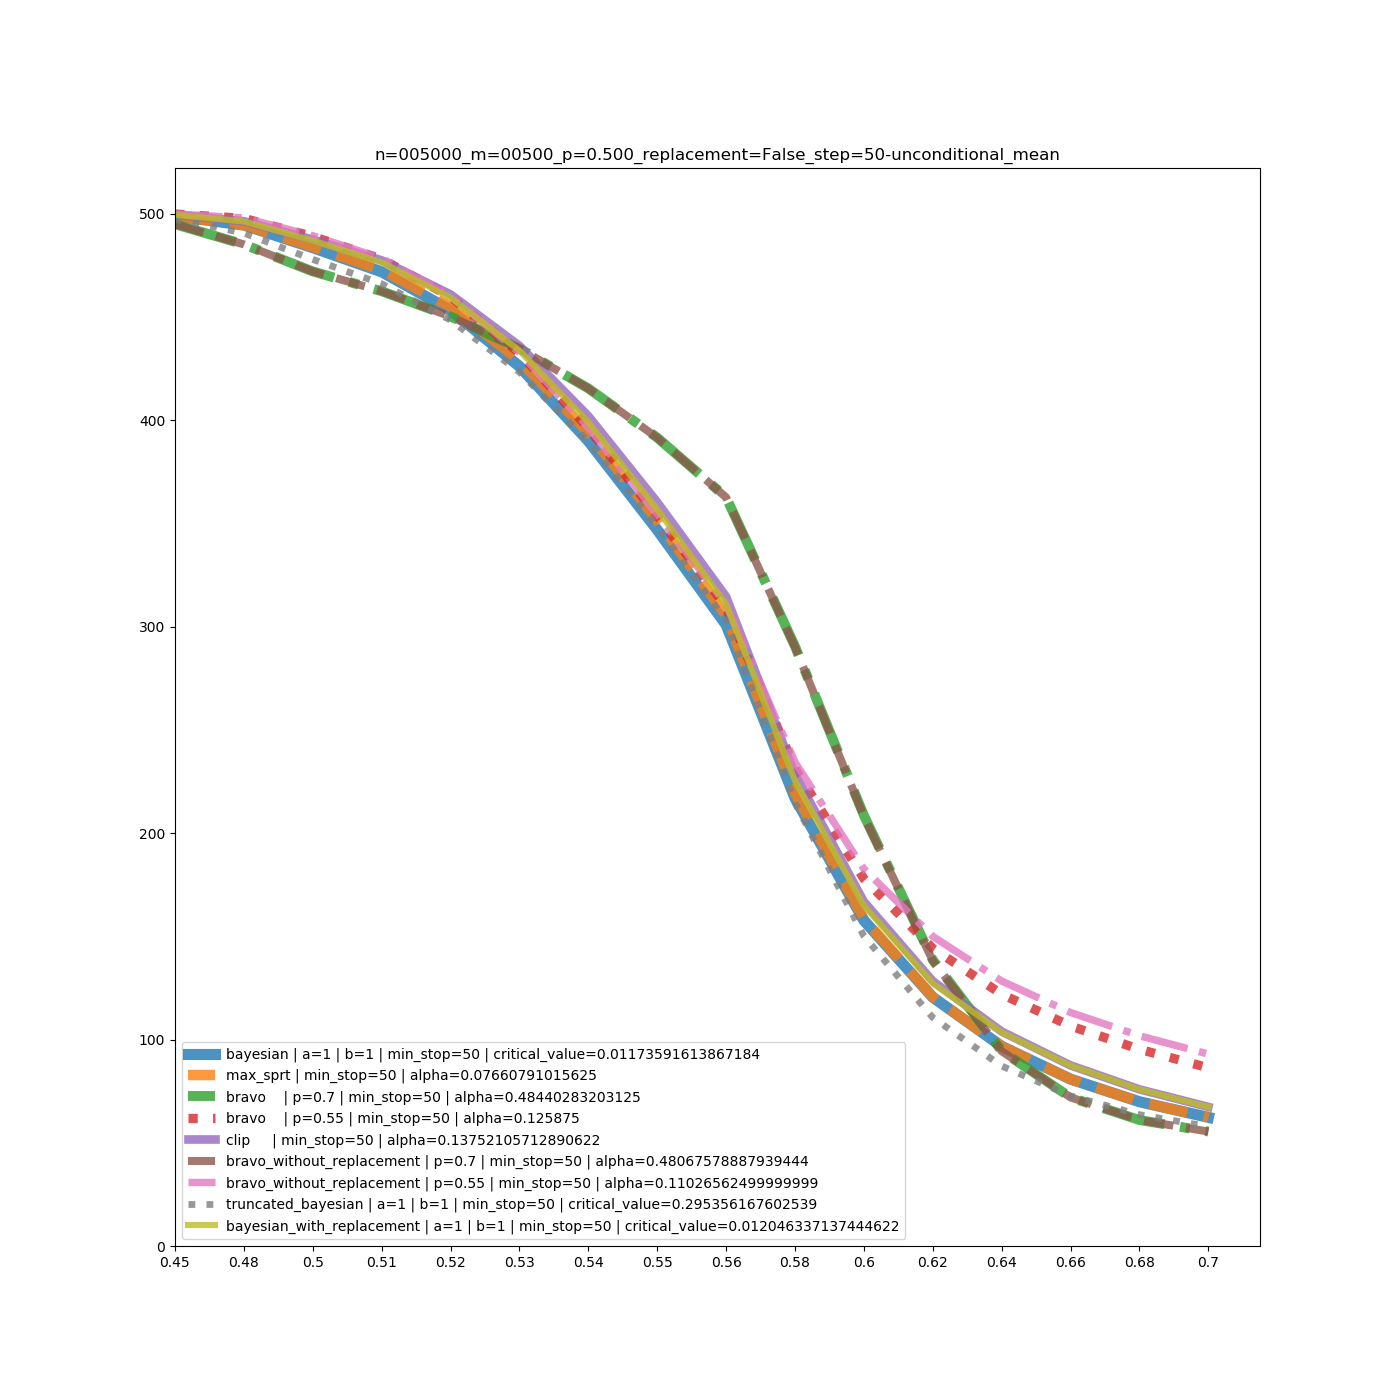 n=005000_m=00500_p=0.500_replacement=False_step=50-unconditional_mean
500
400
300
200
100
0
bayesian | a=1 | b=1 | min_stop=50 | critical_value=0.01173591613867184
max_sprt | min_stop=50 | alpha=0.07660791015625
bravo    | p=0.7 | min_stop=50 | alpha=0.48440283203125
bravo    | p=0.55 | min_stop=50 | alpha=0.125875
clip     | min_stop=50 | alpha=0.13752105712890622
bravo_without_replacement | p=0.7 | min_stop=50 | alpha=0.48067578887939444
bravo_without_replacement | p=0.55 | min_stop=50 | alpha=0.11026562499999999
truncated_bayesian | a=1 | b=1 | min_stop=50 | critical_value=0.295356167602539
bayesian_with_replacement | a=1 | b=1 | min_stop=50 | critical_value=0.012046337137444622
0.45 0.48 0.5 0.51 0.52 0.53 0.54 0.55 0.56 0.58 0.6 0.62 0.64 0.66 0.68 0.7